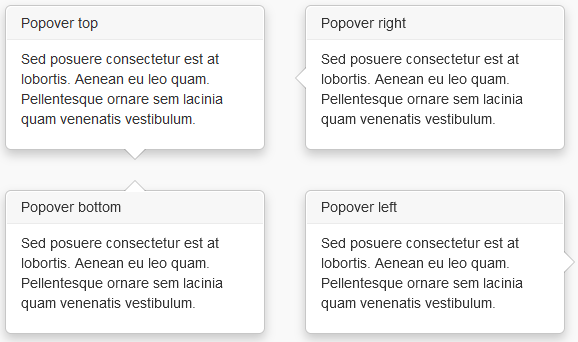 Popover top
Sed posuere consectetur est at
lobortis. Aenean eu leo quam.
Pellentesque ornare sem lacinia
quam venenatis vestibulum.
Popover right
Sed posuere consectetur est at
lobortis. Aenean eu leo quam.
Pellentesque ornare sem lacinia
quam venenatis vestibulum.
Popover bottom
Sed posuere consectetur est at
lobortis. Aenean eu leo quam.
Pellentesque ornare sem lacinia
quam venenatis vestibulum.
Popover left
Sed posuere consectetur est at
lobortis. Aenean eu leo quam.
Pellentesque ornare sem lacinia
quam venenatis vestibulum.